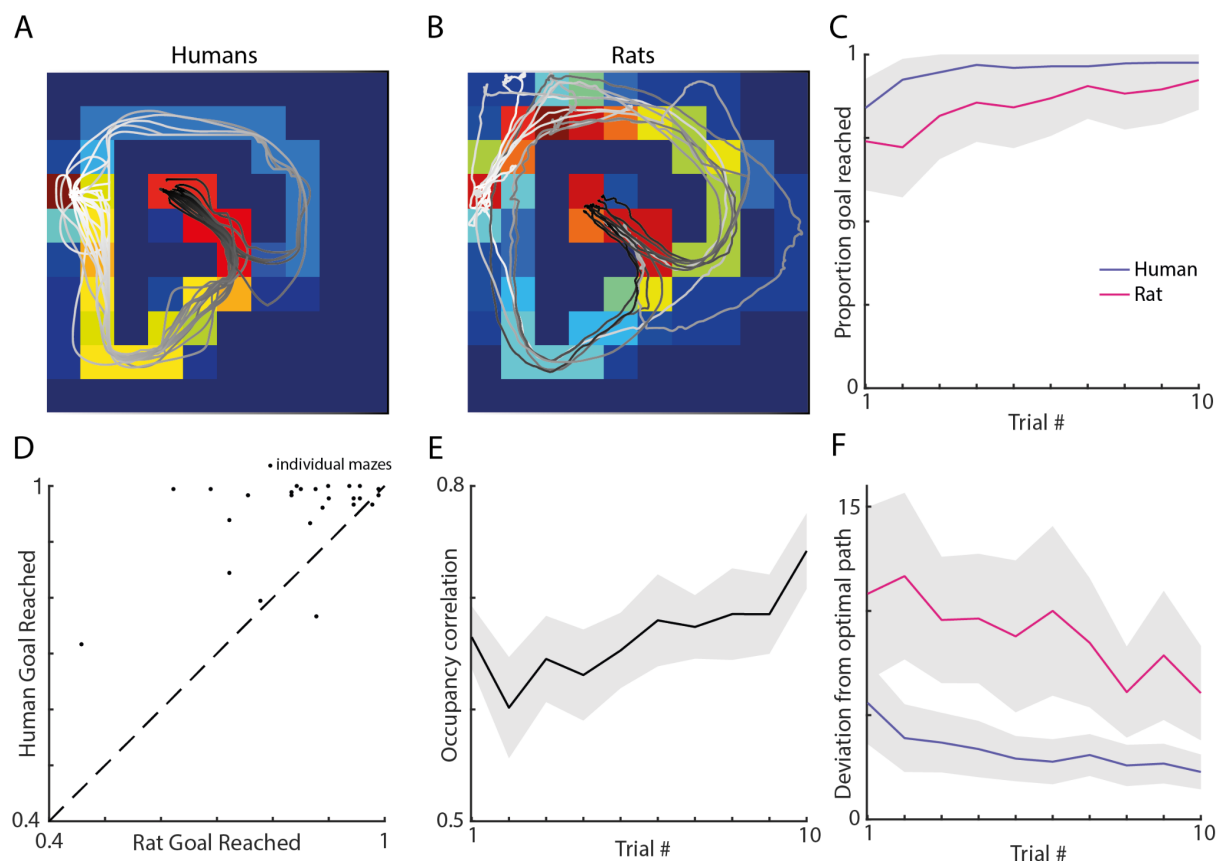 A
Humans
B
Rats
C
1
Proportion goal reached
0
1
10
Trial #
Human
Rat
D
• individual mazes
1
Human Goal Reached
0.4
0.4
Rat Goal Reached
1
E
0.8
Occupancy correlation
0.5
1
10
Trial #
F
15
Deviation from optimal path
0
1
10
Trial #